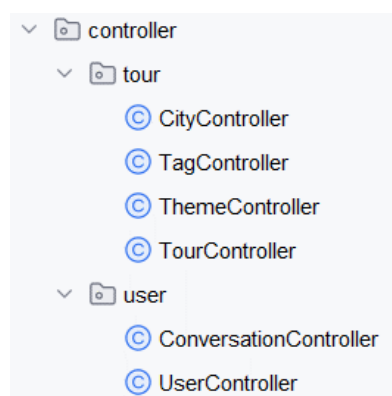 controller
tour
CityController
TagController
ThemeController
TourController
user
ConversationController
UserController